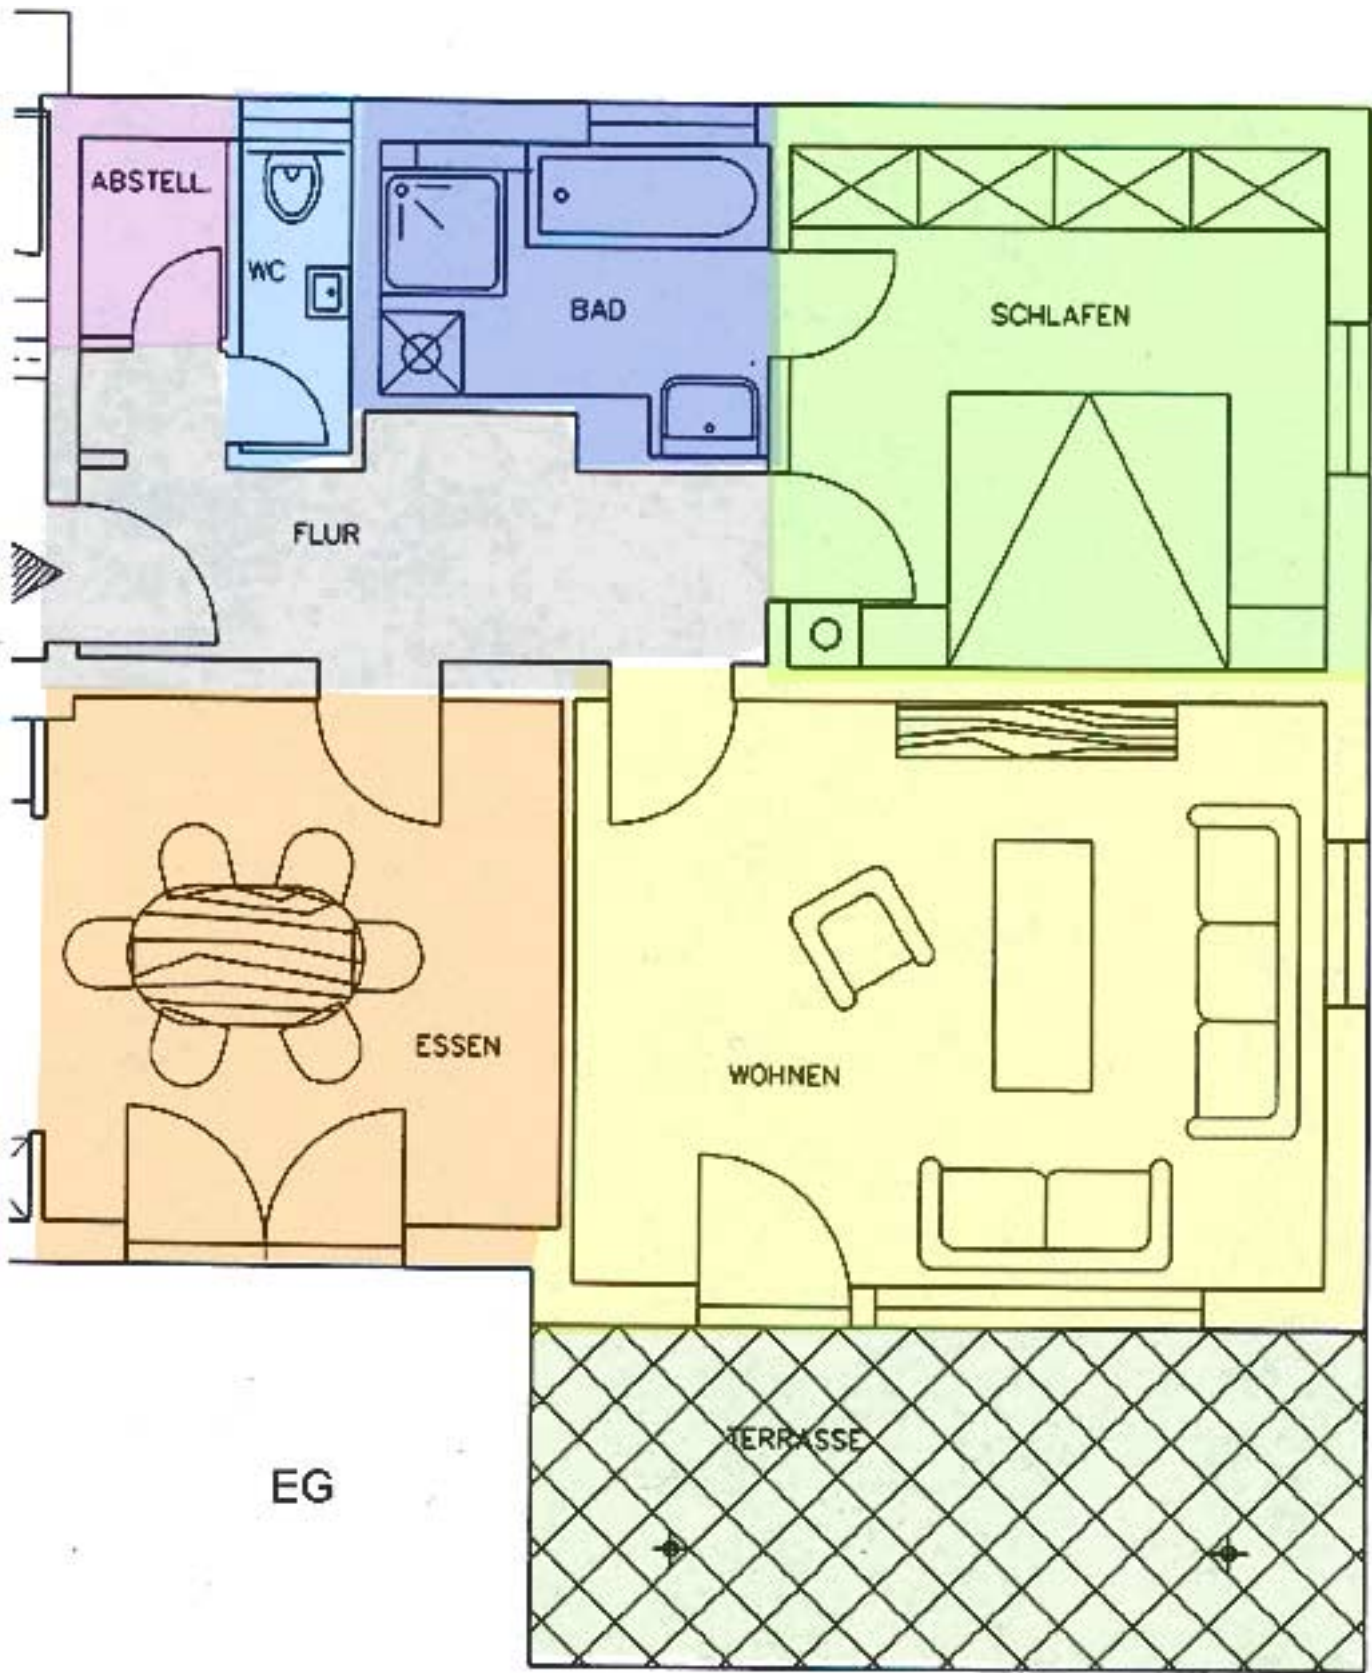 ABSTELL.
WC
BAD
SCHLAFEN
FLUR
ESSEN
WOHNEN
TERRASSE
EG